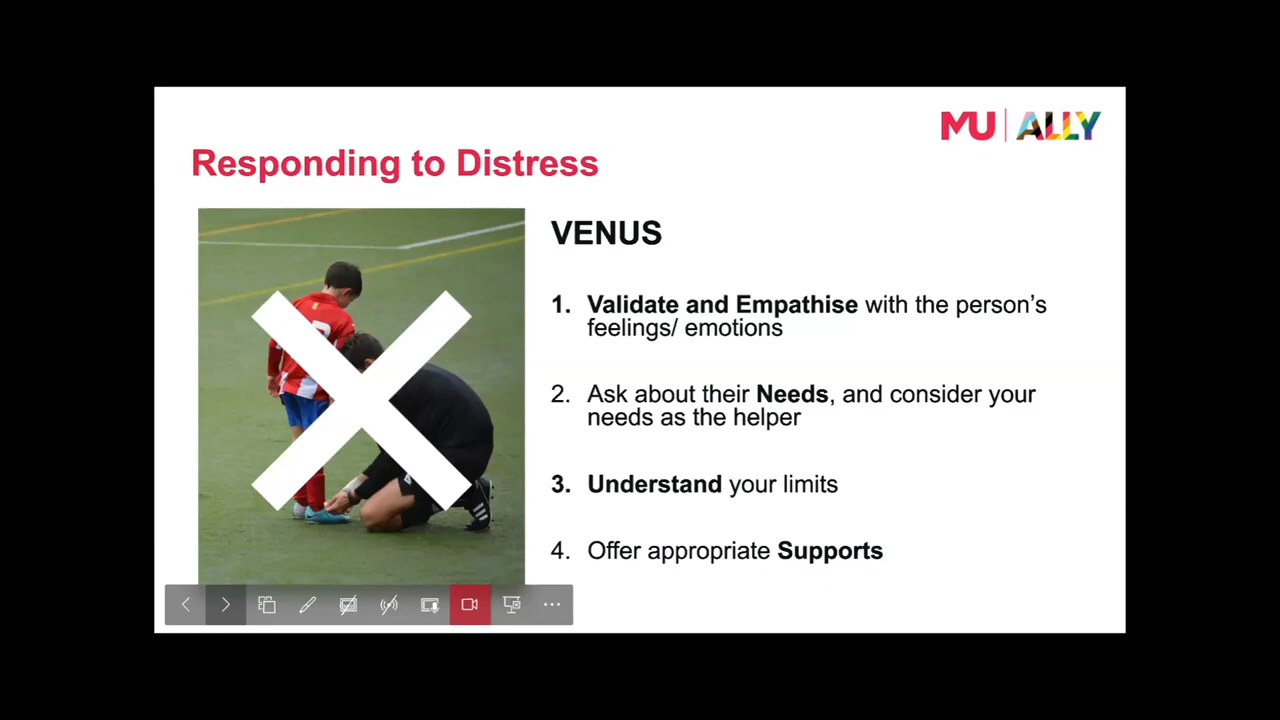 MU | ALLY
Responding to Distress
VENUS
1. Validate and Empathise with the person's
feelings/ emotions
2. Ask about their Needs, and consider your
needs as the helper
3. Understand your limits
4. Offer appropriate Supports